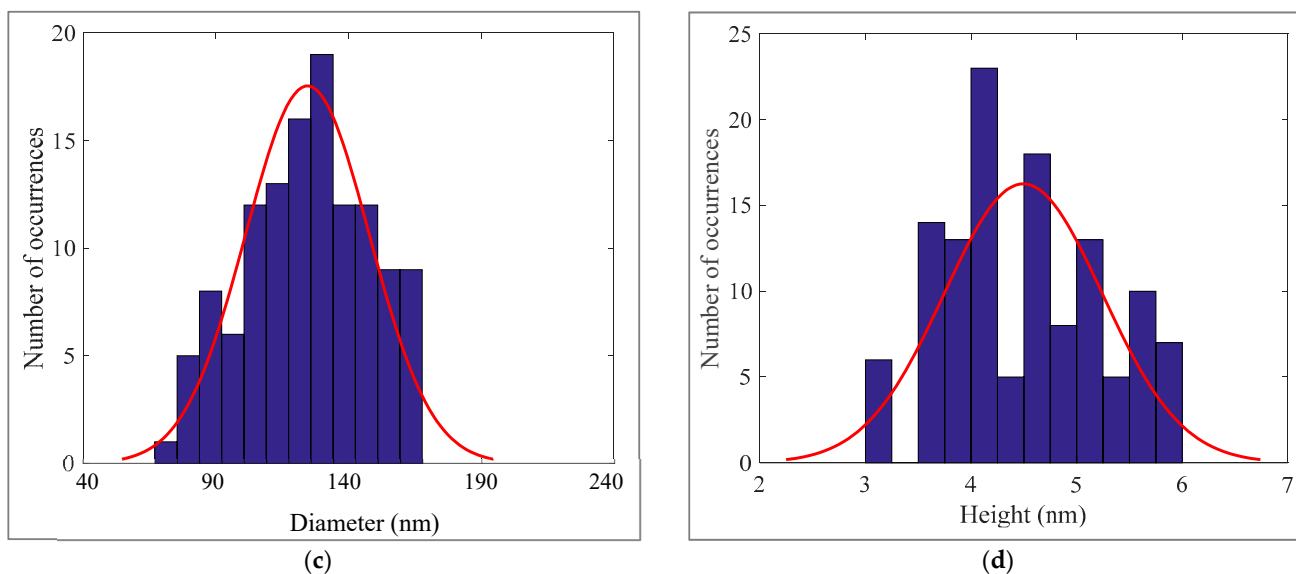 20
15
10
5
0
40 90 140 190 240
Number of occurrences
Diameter (nm)
(c)
25
20
15
10
5
0
2 3 4 5 6 7
Number of occurrences
Height (nm)
(d)